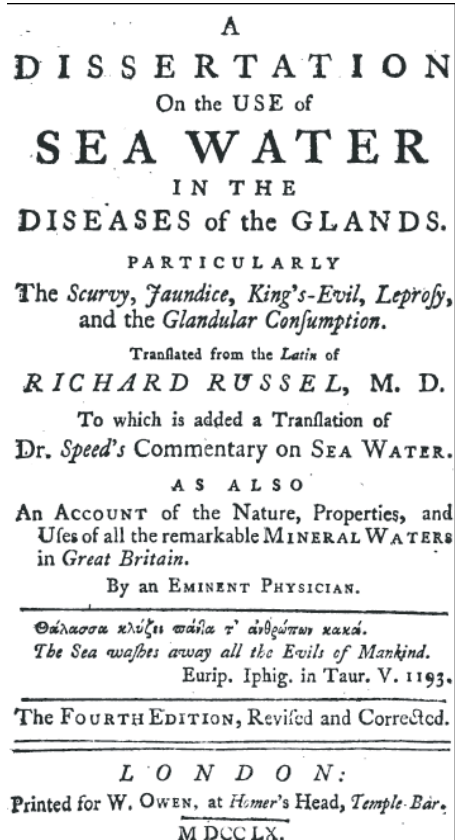 A
DISSERTATION
On the USE of
SEA WATER
IN THE
DISEASES of the GLANDS.
PARTICULARLY
The Scurvy, Jaundice, King's-Evil, Leproſy,
and the Glandular Conſumption.
Tranſlated from the Latin of
RICHARD RUSSEL, M. D.
To which is added a Tranſlation of
Dr. Speed's Commentary on SEA WATER.
AS ALSO
An ACCOUNT of the Nature, Properties, and
Uſes of all the remarkable MINERAL WATERS
in Great Britain.
By an EMINENT PHYSICIAN.
Θάλασσα κλύζει πάνλα τ' ἀνθρώπων κακά.
The Sea waſhes away all the Evils of Mankind.
Eurip. Iphig. in Taur. V. 1193.
The FOURTH EDITION, Reviſed and Corrected.
LONDON:
Printed for W. OWEN, at Homer's Head, Temple-Bar.
M DCC LX.